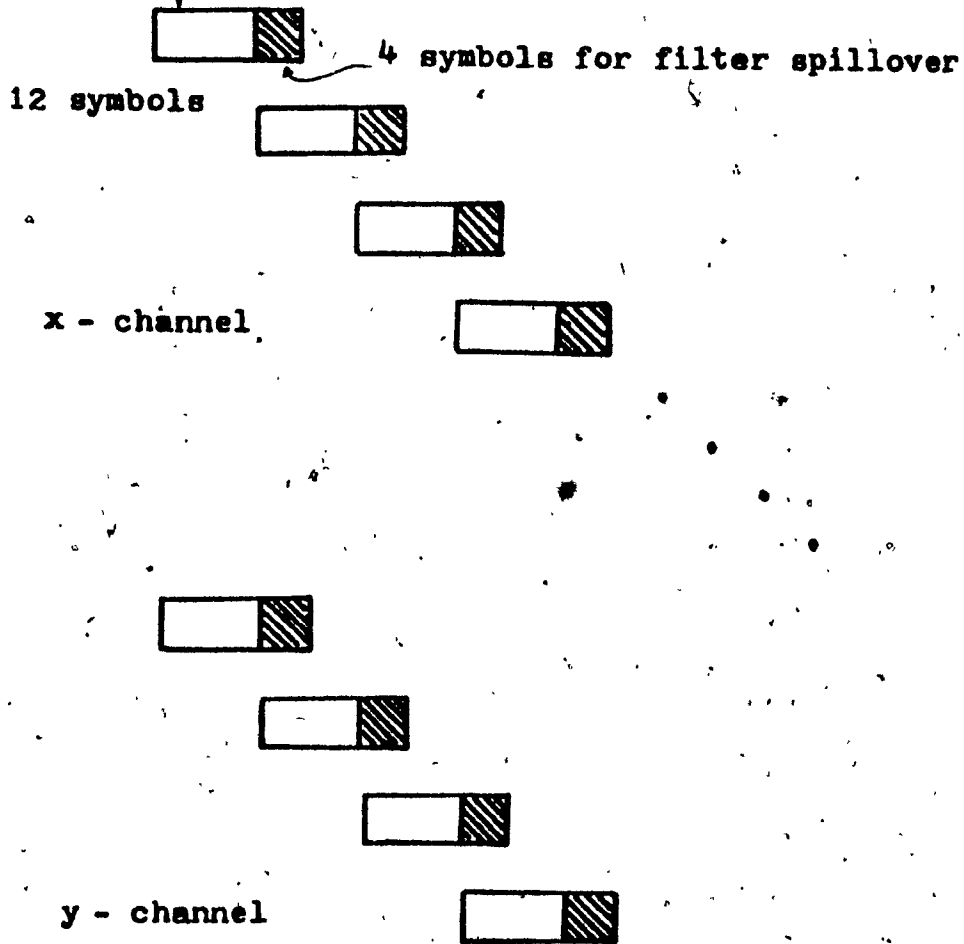 4 symbols for filter spillover
12 symbols
x - channel
y - channel